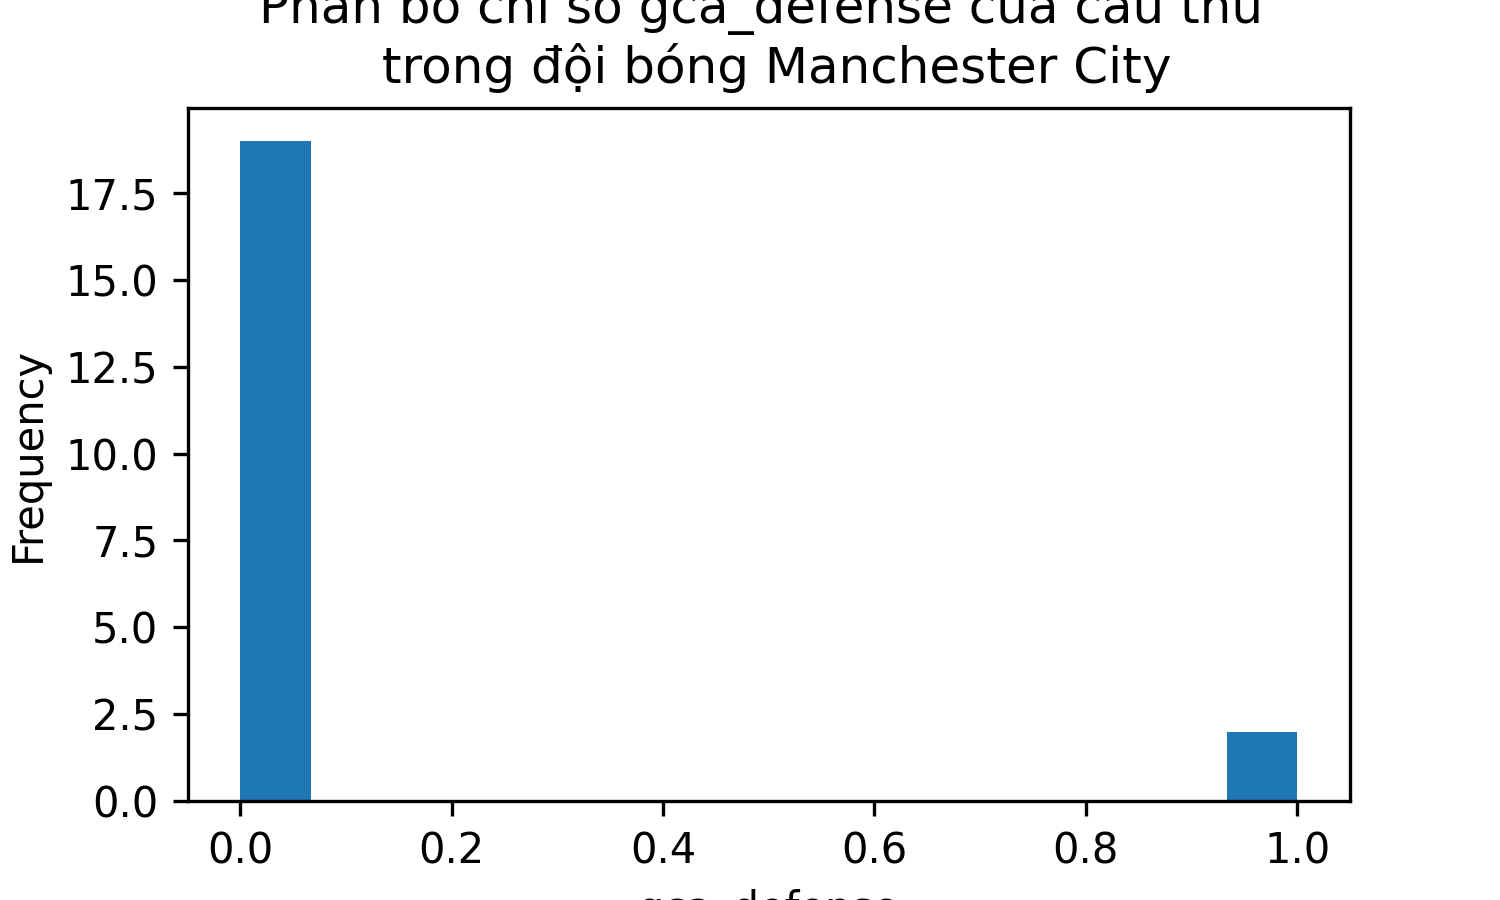 Phân bố chỉ số gca_defense của cầu thủ
trong đội bóng Manchester City
17.5
15.0
12.5
10.0
7.5
5.0
2.5
0.0
Frequency
0.0 0.2 0.4 0.6 0.8 1.0
gca_defense